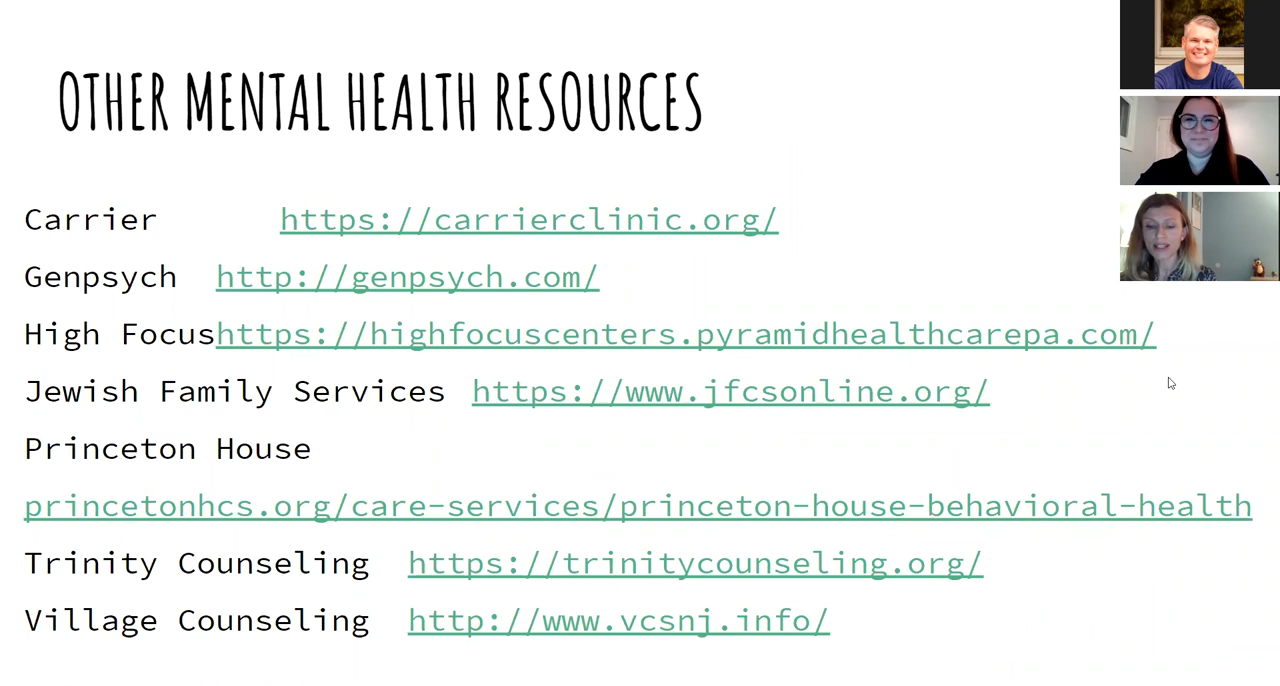 OTHER MENTAL HEALTH RESOURCES
Carrier https://carrierclinic.org/
Genpsych http://genpsych.com/
High Focushttps://highfocuscenters.pyramidhealthcarepa.com/
Jewish Family Services https://www.jfcsonline.org/
Princeton House
princetonhcs.org/care-services/princeton-house-behavioral-health
Trinity Counseling https://trinitycounseling.org/
Village Counseling http://www.vcsnj.info/